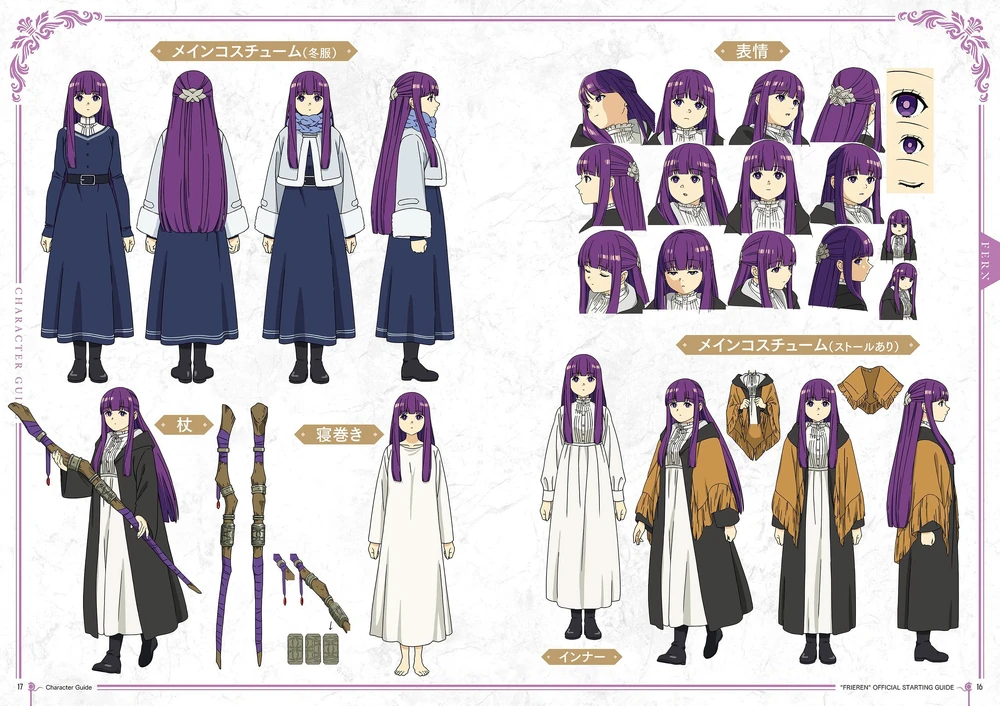 メインコスチューム(冬服)
表情
FERN
CHARACTER GUI
メインコスチューム(ストールあり)
杖
寝巻き
インナー
17
Character Guide
"FRIEREN" OFFICIAL STARTING GUIDE
16